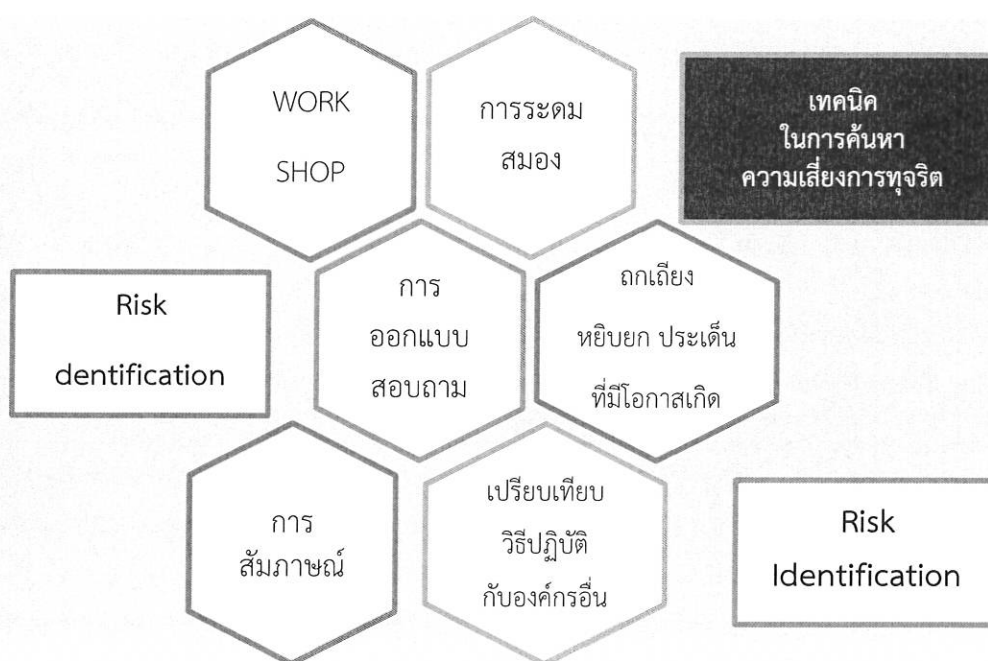 WORK
SHOP
การระดม
สมอง
เทคนิค
ในการค้นหา
ความเสี่ยงการทุจริต
Risk
dentification
การ
ออกแบบ
สอบถาม
ถกเถียง
หยิบยก ประเด็น
ที่มีโอกาสเกิด
การ
สัมภาษณ์
เปรียบเทียบ
วิธีปฏิบัติ
กับองค์กรอื่น
Risk
Identification